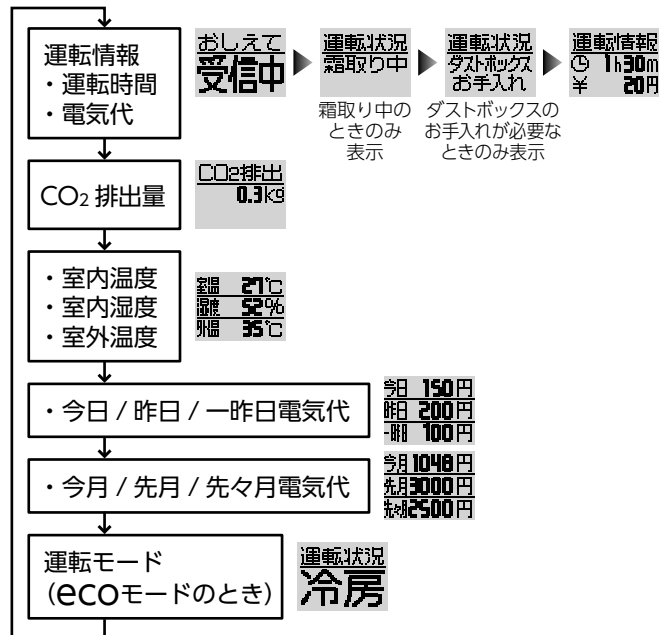 運転情報
・運転時間
・電気代
おしえて
受信中
運転状況
霜取り中
運転状況
ダストボックス
お手入れ
運転情報
1h30m
¥ 20円
霜取り中の
ときのみ
表示
ダストボックスの
お手入れが必要な
ときのみ表示
CO2 排出量
CO2排出
0.3kg
・室内温度
・室内湿度
・室外温度
室温 27℃
湿度 52%
外温 35℃
・今日 / 昨日 / 一昨日電気代
今日 150円
昨日 200円
一昨日 100円
・今月 / 先月 / 先々月電気代
今月1048円
先月3000円
先々月2500円
運転モード
（ecoモードのとき）
運転状況
冷房